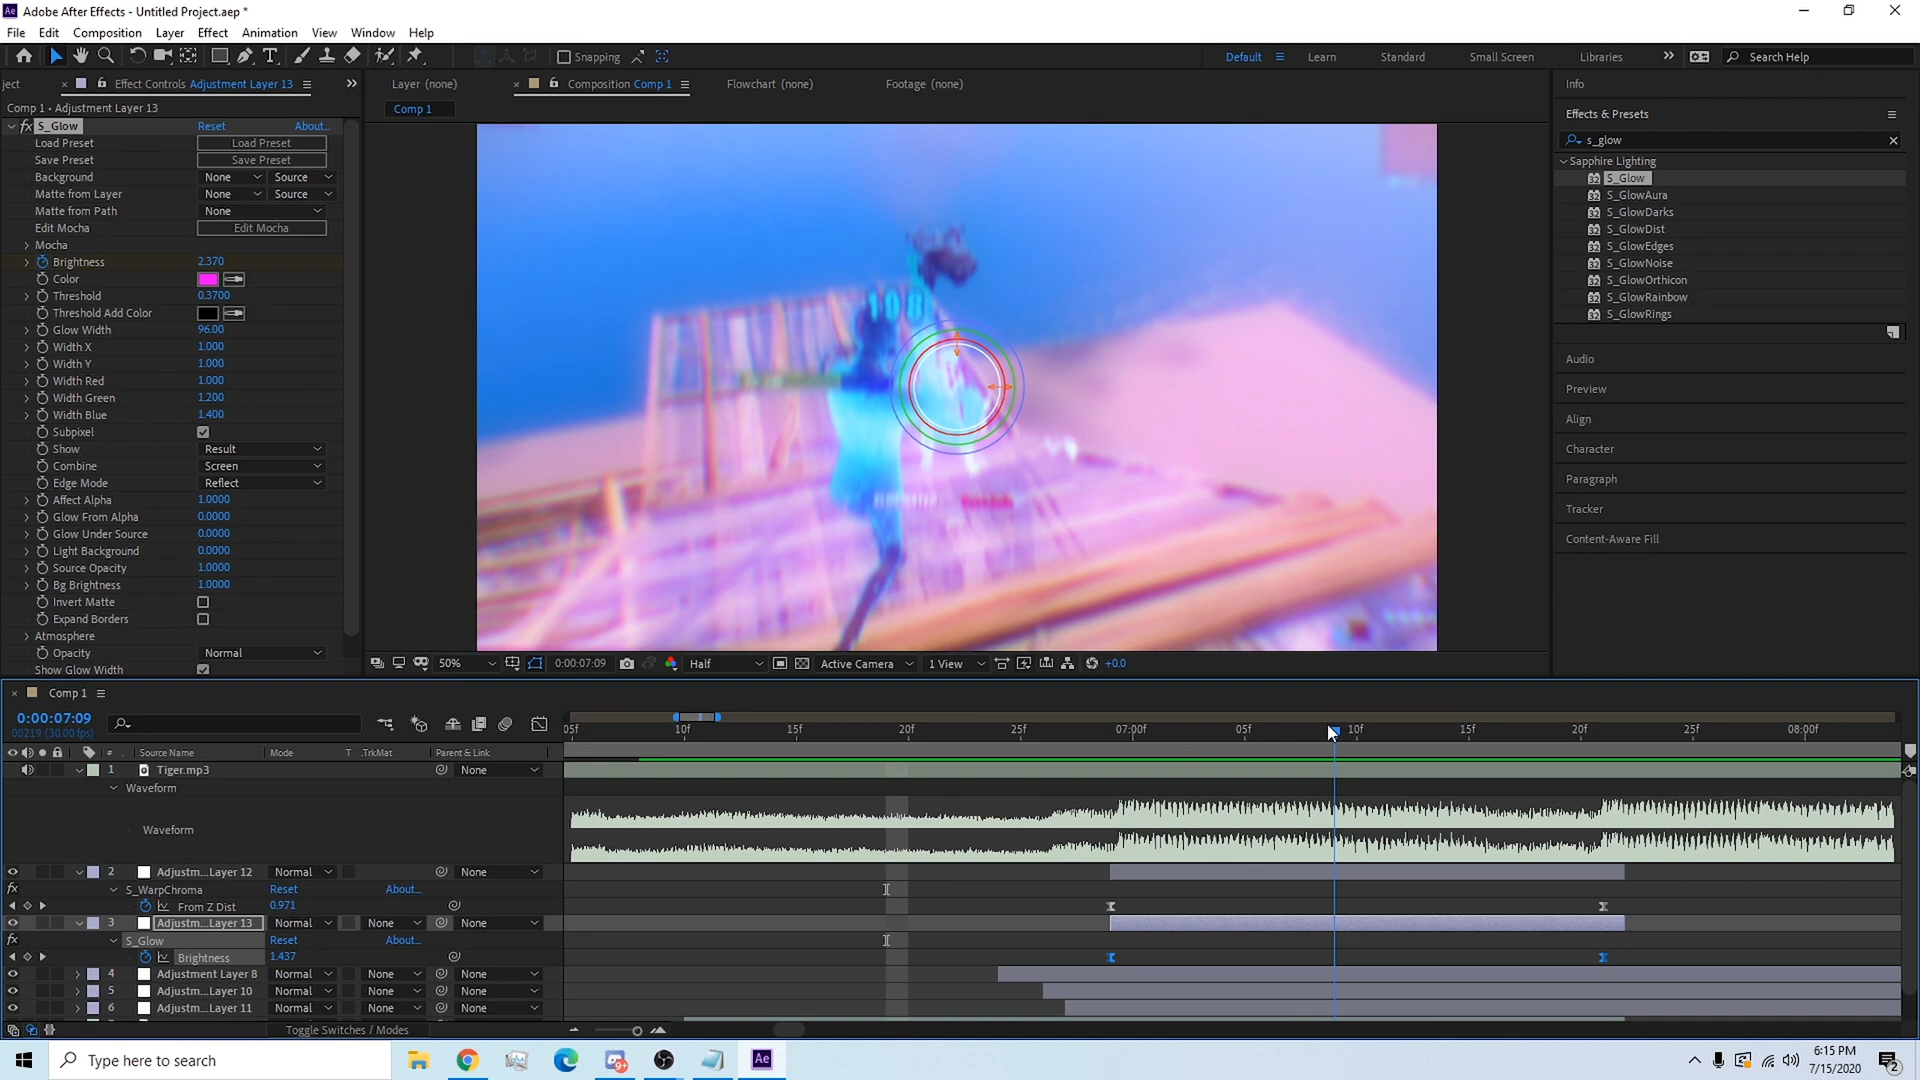 Adobe After Effects - Untitled Project.aep *
File Edit Composition Layer Effect Animation View Window Help
Snapping
Default Learn Standard Small Screen Libraries Search Help
ject Effect Controls Adjustment Layer 13
Layer (none) Composition Comp 1 Flowchart (none) Footage (none)
Comp 1 • Adjustment Layer 13
Comp 1
fx S_Glow Reset About...
Load Preset Load Preset
Save Preset Save Preset
Background None Source
Matte from Layer None Source
Matte from Path None
Edit Mocha Edit Mocha
Mocha
Brightness 2.370
Color
Threshold 0.3700
Threshold Add Color
Glow Width 96.00
Width X 1.000
Width Y 1.000
Width Red 1.000
Width Green 1.200
Width Blue 1.400
Subpixel
Show Result
Combine Screen
Edge Mode Reflect
Affect Alpha 1.0000
Glow From Alpha 0.0000
Glow Under Source 0.0000
Light Background 0.0000
Source Opacity 1.0000
Bg Brightness 1.0000
Invert Matte
Expand Borders
Atmosphere
Opacity Normal
Show Glow Width
108
50% 0:00:07:09 Half Active Camera 1 View +0.0
Info
Effects & Presets
s_glow
Sapphire Lighting
S_Glow
S_GlowAura
S_GlowDarks
S_GlowDist
S_GlowEdges
S_GlowNoise
S_GlowOrthicon
S_GlowRainbow
S_GlowRings
Audio
Preview
Align
Character
Paragraph
Tracker
Content-Aware Fill
Comp 1
0:00:07:09
00219 (30.00 fps)
05f 10f 15f 20f 25f 07:00f 05f 10f 15f 20f 25f 08:00f
# Source Name Mode T .TrkMat Parent & Link
1 Tiger.mp3 None
Waveform
Waveform
2 Adjustm...Layer 12 Normal None
fx S_WarpChroma Reset About...
From Z Dist 0.971
3 Adjustm...Layer 13 Normal None None
fx S_Glow Reset About...
Brightness 1.437
4 Adjustment Layer 8 Normal None None
5 Adjustm...Layer 10 Normal None None
6 Adjustm...Layer 11 Normal None None
Toggle Switches / Modes
Type here to search
6:15 PM
7/15/2020